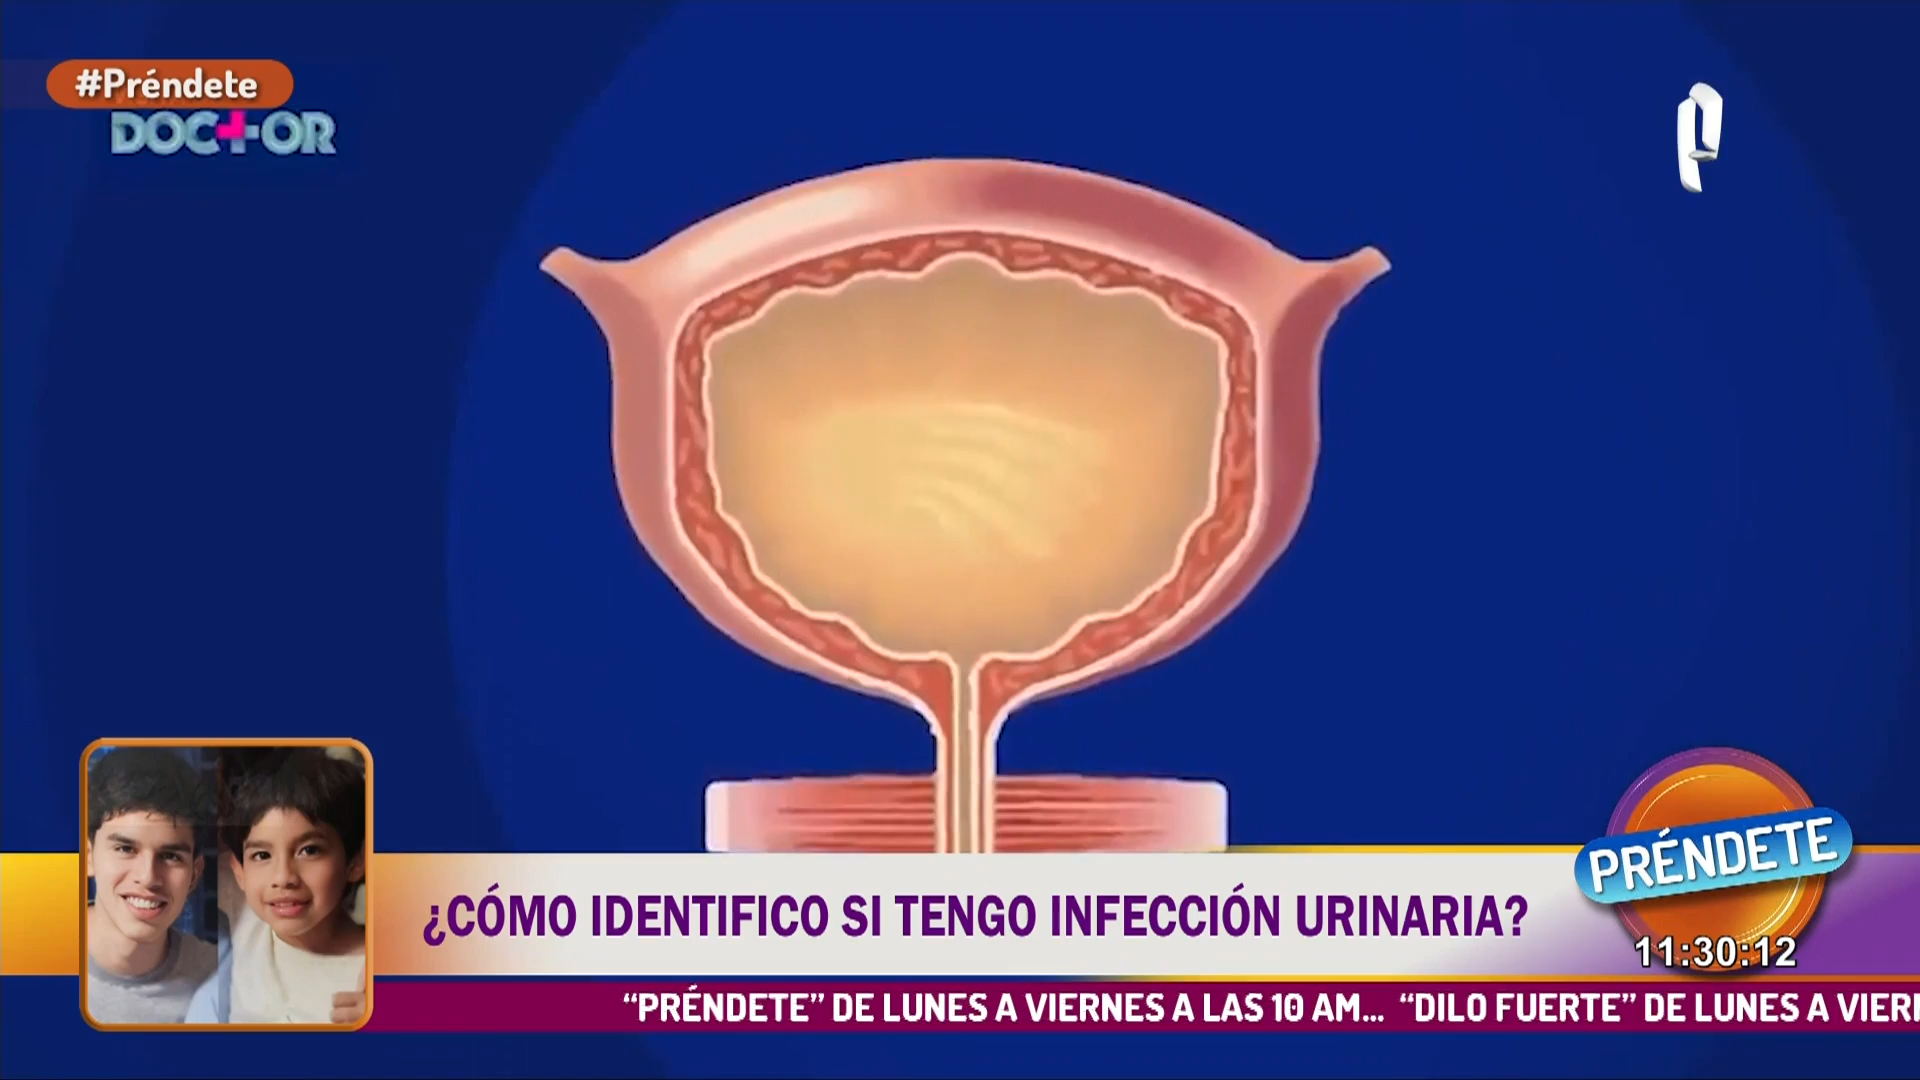 #Préndete
DOCTOR
¿CÓMO IDENTIFICO SI TENGO INFECCIÓN URINARIA?
PRÉNDETE
11:30:12
“PRÉNDETE” DE LUNES A VIERNES A LAS 10 AM... “DILO FUERTE” DE LUNES A VIER